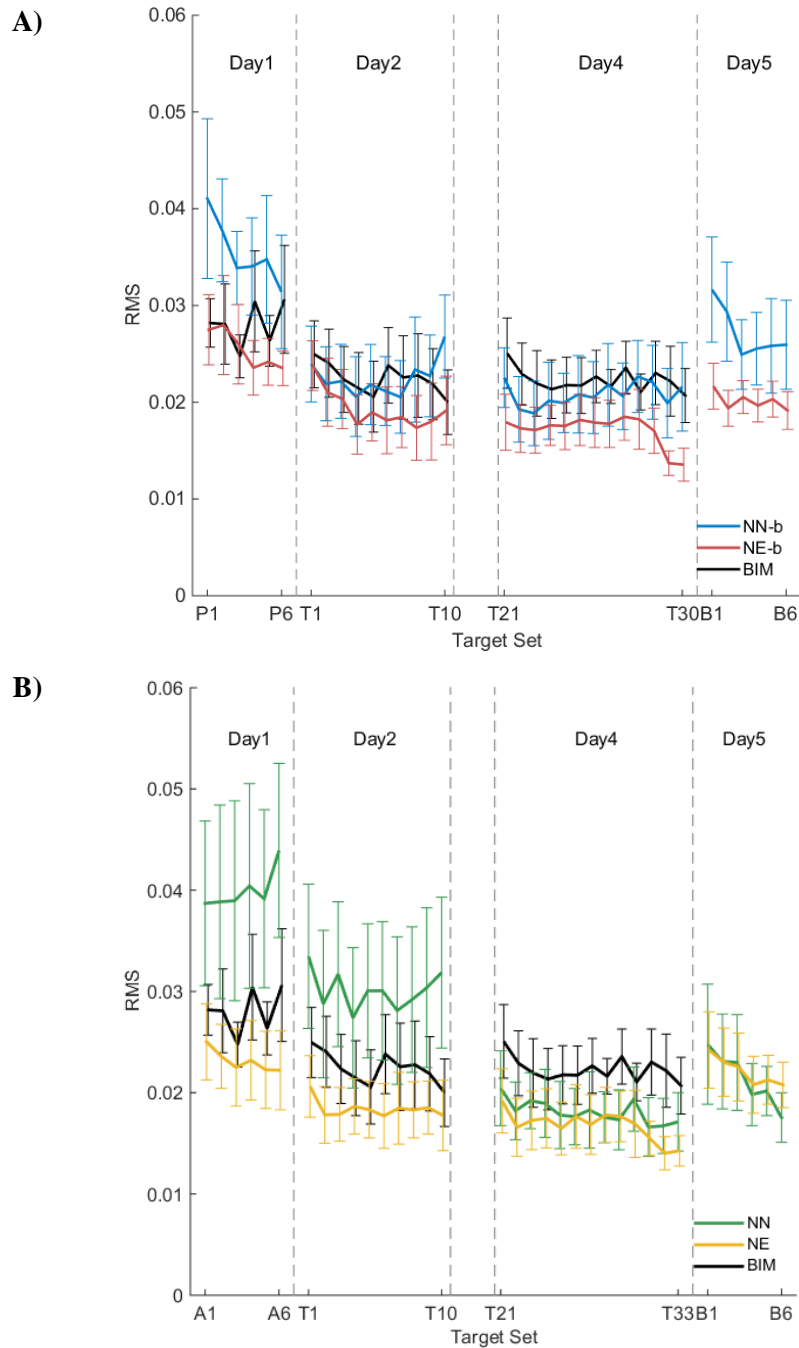 A)
0.06
Day1 Day2 Day4 Day5
0.05
0.04
0.03
RMS
0.02
0.01
NN-b
NE-b
BIM
0
P1 P6 T1 T10 T21 T30 B1 B6
Target Set
B)
0.06
Day1 Day2 Day4 Day5
0.05
0.04
0.03
RMS
0.02
0.01
NN
NE
BIM
0
A1 A6 T1 T10 T21 T33 B1 B6
Target Set